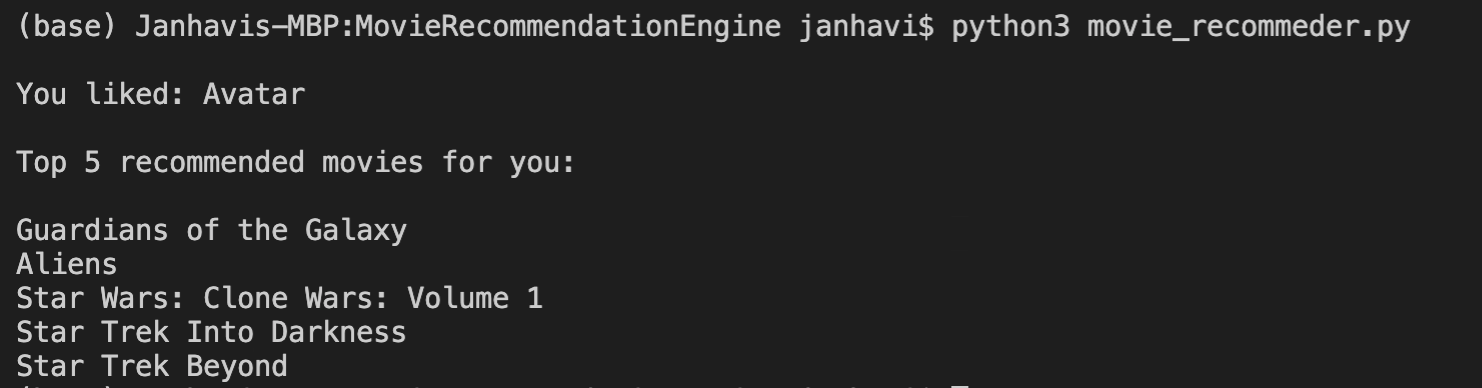 (base) Janhavis-MBP:MovieRecommendationEngine janhavi$ python3 movie_recommeder.py
You liked: Avatar
Top 5 recommended movies for you:
Guardians of the Galaxy
Aliens
Star Wars: Clone Wars: Volume 1
Star Trek Into Darkness
Star Trek Beyond